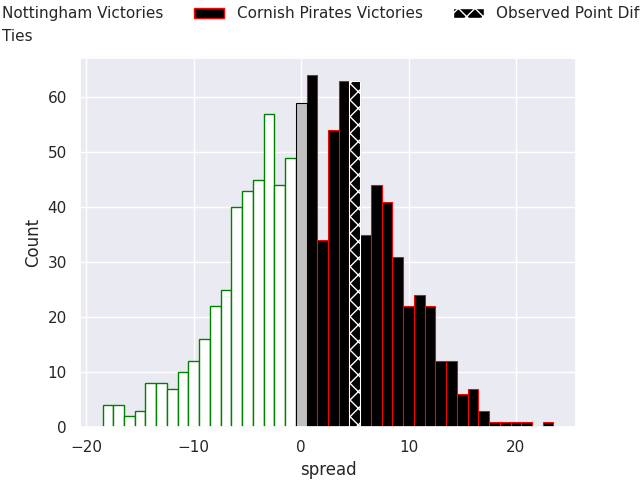 Nottingham Victories Cornish Pirates Victories Observed Point Dif
Ties
60
50
40
30
20
10
0
Count
−20 −10 0 10 20
spread